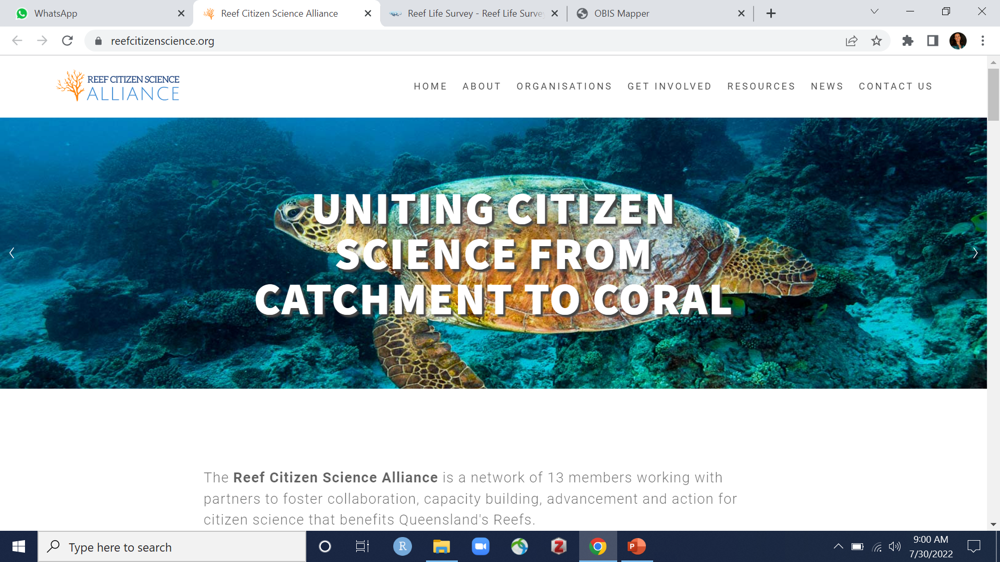 WhatsApp
Reef Citizen Science Alliance
Reef Life Survey - Reef Life Surve
OBIS Mapper
reefcitizenscience.org
REEF CITIZEN SCIENCE
ALLIANCE
HOME ABOUT ORGANISATIONS GET INVOLVED RESOURCES NEWS CONTACT US
UNITING CITIZEN
SCIENCE FROM
CATCHMENT TO CORAL
The Reef Citizen Science Alliance is a network of 13 members working with
partners to foster collaboration, capacity building, advancement and action for
citizen science that benefits Queensland's Reefs.
Type here to search
R
Z
P
9:00 AM
7/30/2022